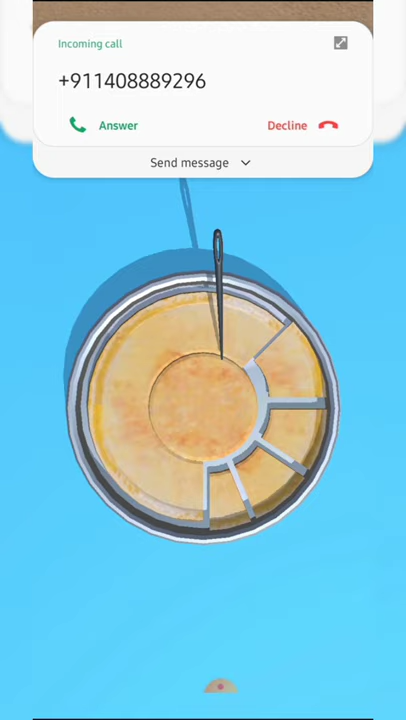 Incoming call
+911408889296
Answer
Decline
Send message